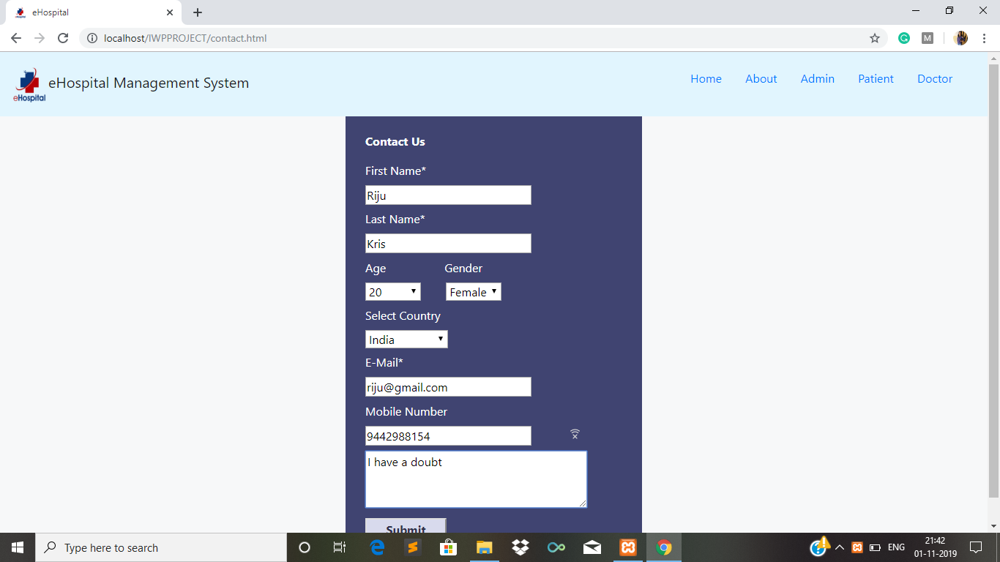 eHospital
localhost/IWPPROJECT/contact.html
M
eHospital
eHospital Management System
Home About Admin Patient Doctor
Contact Us
First Name*
Riju
Last Name*
Kris
Age Gender
20 Female
Select Country
India
E-Mail*
riju@gmail.com
Mobile Number
9442988154
I have a doubt
Submit
Type here to search
ENG
21:42
01-11-2019